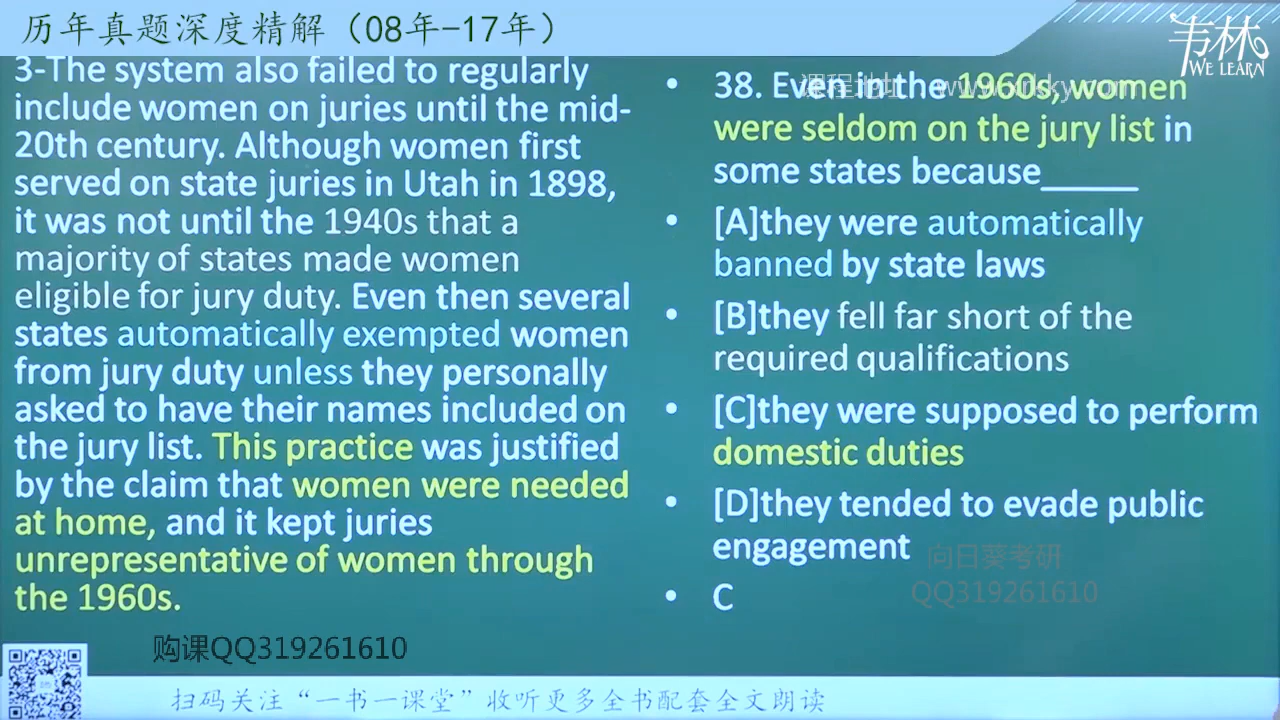 历年真题深度精解（08年-17年）
韦林
WE LEARN
3-The system also failed to regularly
include women on juries until the mid-
20th century. Although women first
served on state juries in Utah in 1898,
it was not until the 1940s that a
majority of states made women
eligible for jury duty. Even then several
states automatically exempted women
from jury duty unless they personally
asked to have their names included on
the jury list. This practice was justified
by the claim that women were needed
at home, and it kept juries
unrepresentative of women through
the 1960s.
• 38. Even in the 1960s, women
were seldom on the jury list in
some states because______
• [A]they were automatically
banned by state laws
• [B]they fell far short of the
required qualifications
• [C]they were supposed to perform
domestic duties
• [D]they tended to evade public
engagement
• C
向日葵考研
QQ319261610
购课QQ319261610
扫码关注“一书一课堂”收听更多全书配套全文朗读